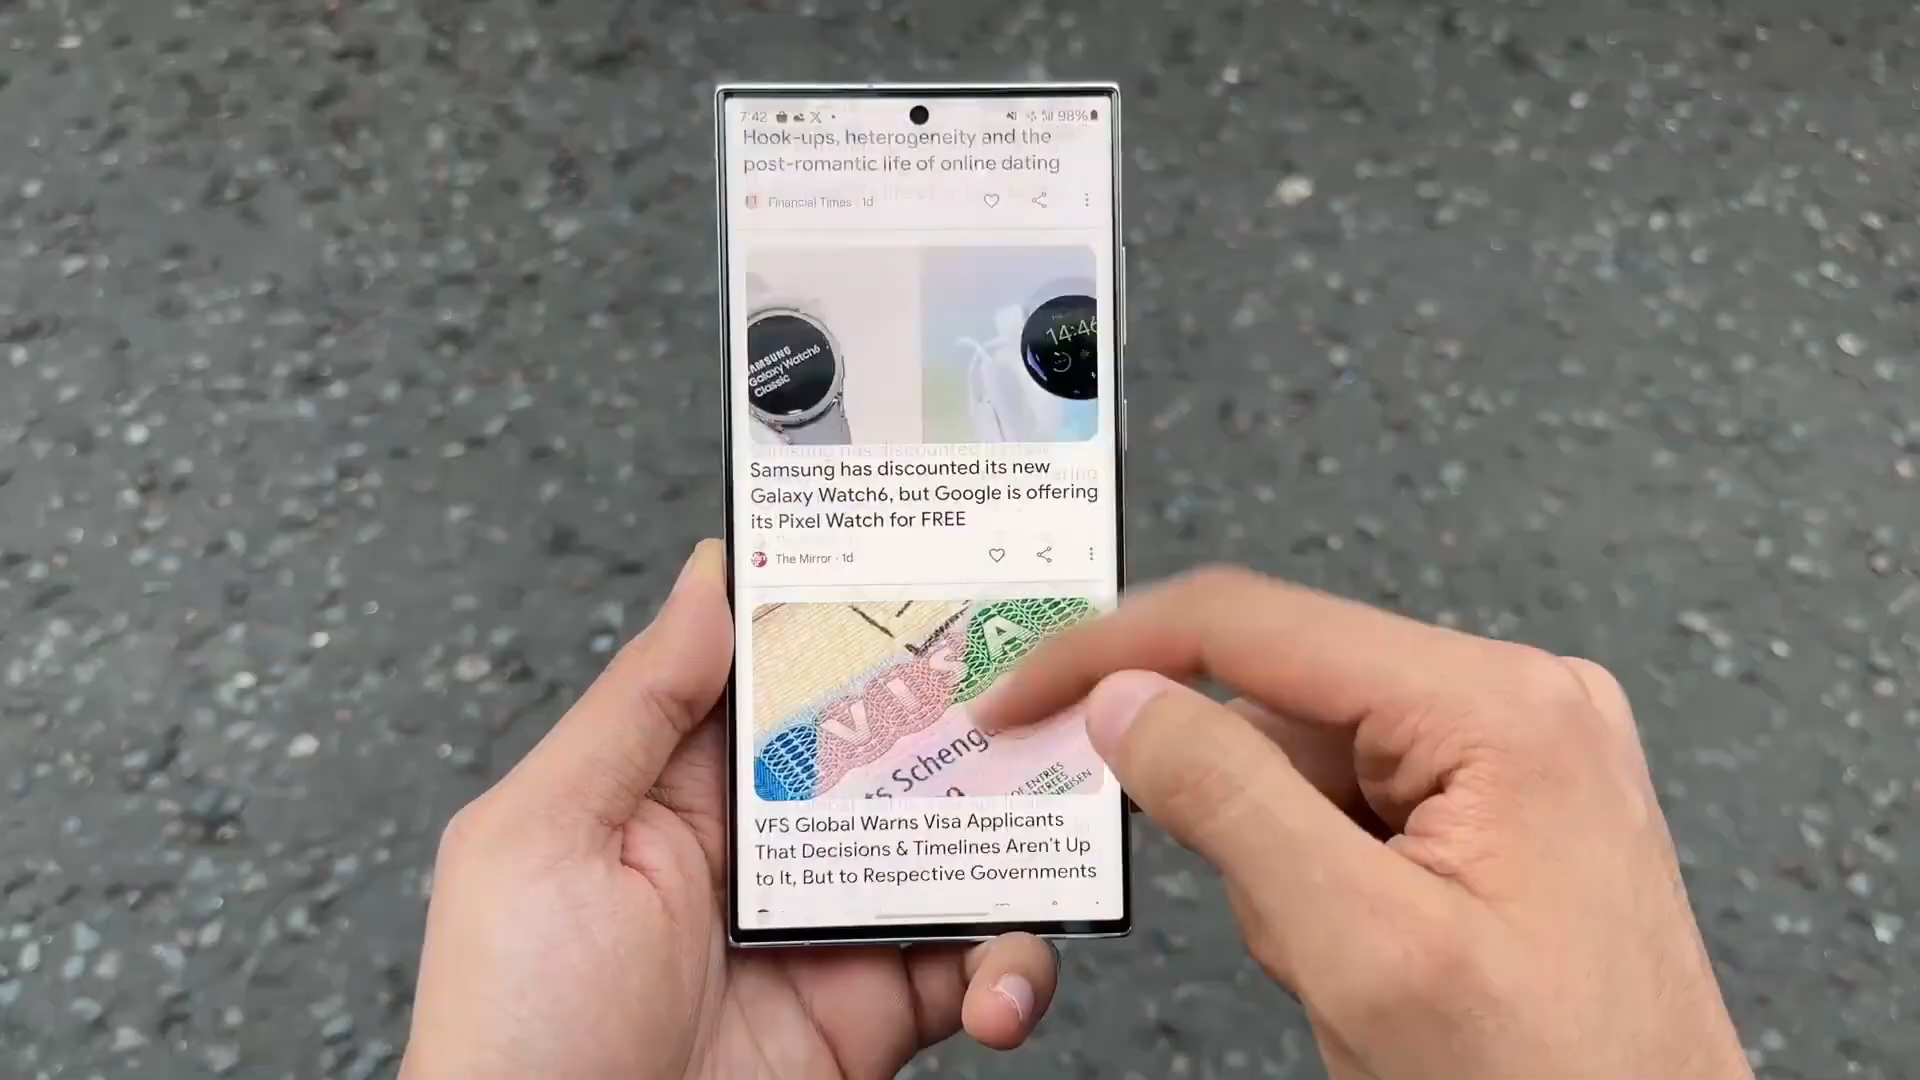 7:42
98%
Hook-ups, heterogeneity and the
post-romantic life of online dating
Financial Times · 1d
SAMSUNG
Galaxy Watch6
Classic
14:46
Samsung has discounted its new
Galaxy Watch6, but Google is offering
its Pixel Watch for FREE
The Mirror · 1d
VISA
Scheng
OF ENTRIES
VFS Global Warns Visa Applicants
That Decisions & Timelines Aren't Up
to It, But to Respective Governments